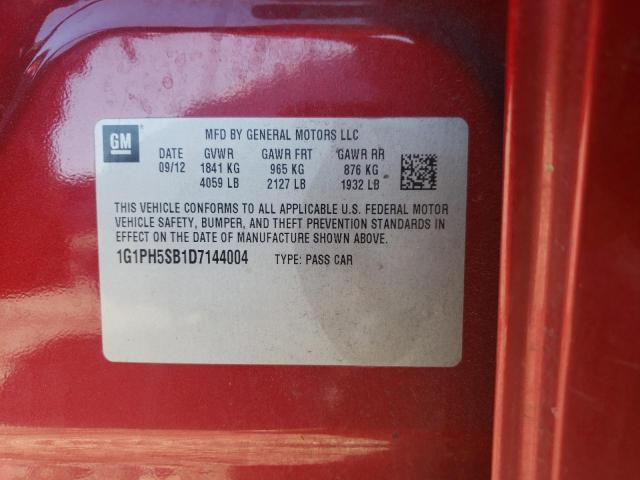 GM MFD BY GENERAL MOTORS LLC
DATE GVWR GAWR FRT GAWR RR
09/12 1841 KG 965 KG 876 KG
4059 LB 2127 LB 1932 LB
THIS VEHICLE CONFORMS TO ALL APPLICABLE U.S. FEDERAL MOTOR
VEHICLE SAFETY, BUMPER, AND THEFT PREVENTION STANDARDS IN
EFFECT ON THE DATE OF MANUFACTURE SHOWN ABOVE.
1G1PH5SB1D7144004 TYPE: PASS CAR